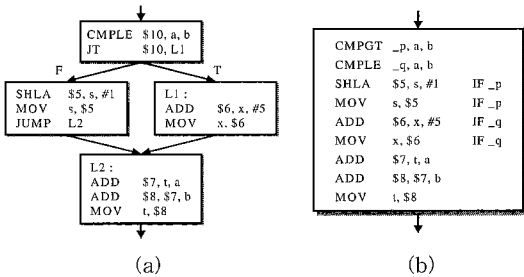 CMPLE $10, a, b
JT $10, L1
F
T
SHLA $5, s, #1
MOV s, $5
JUMP L2
L1 :
ADD $6, x, #5
MOV x, $6
L2 :
ADD $7, t, a
ADD $8, $7, b
MOV t, $8
(a)
CMPGT _p, a, b
CMPLE _q, a, b
SHLA $5, s, #1 IF _p
MOV s, $5 IF _p
ADD $6, x, #5 IF _q
MOV x, $6 IF _q
ADD $7, t, a
ADD $8, $7, b
MOV t, $8
(b)